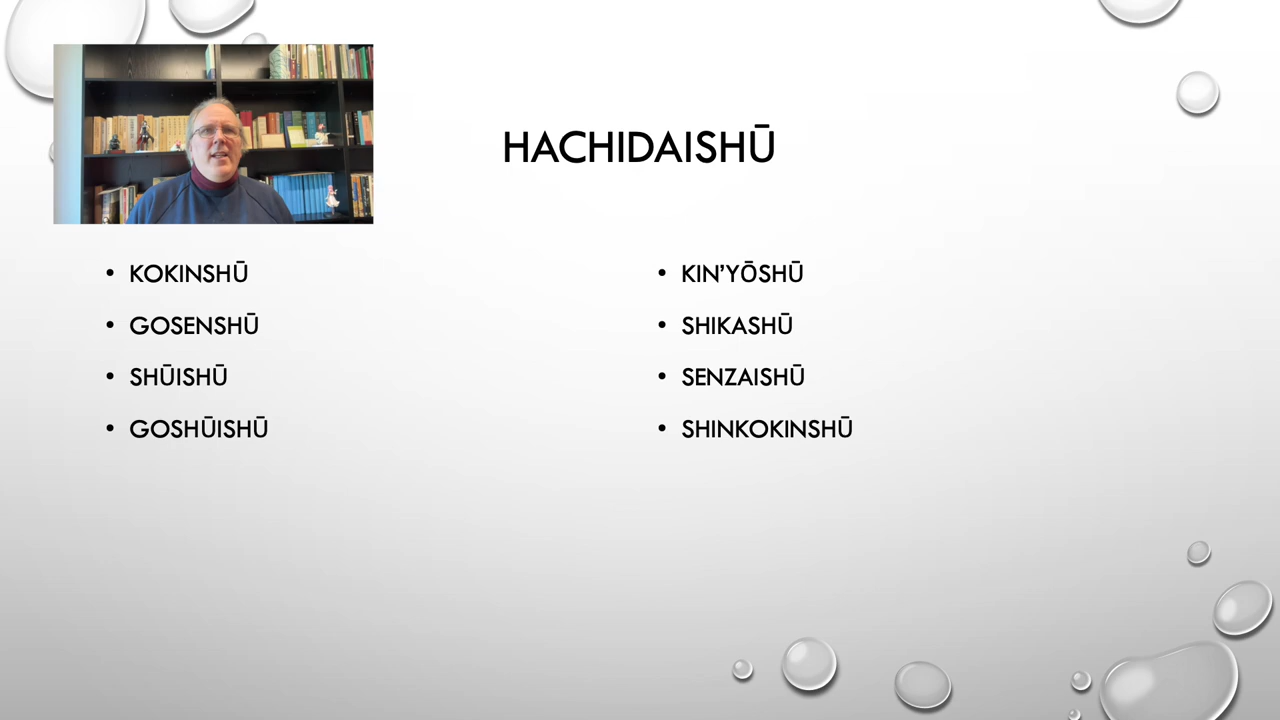 HACHIDAISHŪ
• KOKINSHŪ
• GOSENSHŪ
• SHŪISHŪ
• GOSHŪISHŪ
• KIN’YŌSHŪ
• SHIKASHŪ
• SENZAISHŪ
• SHINKOKINSHŪ